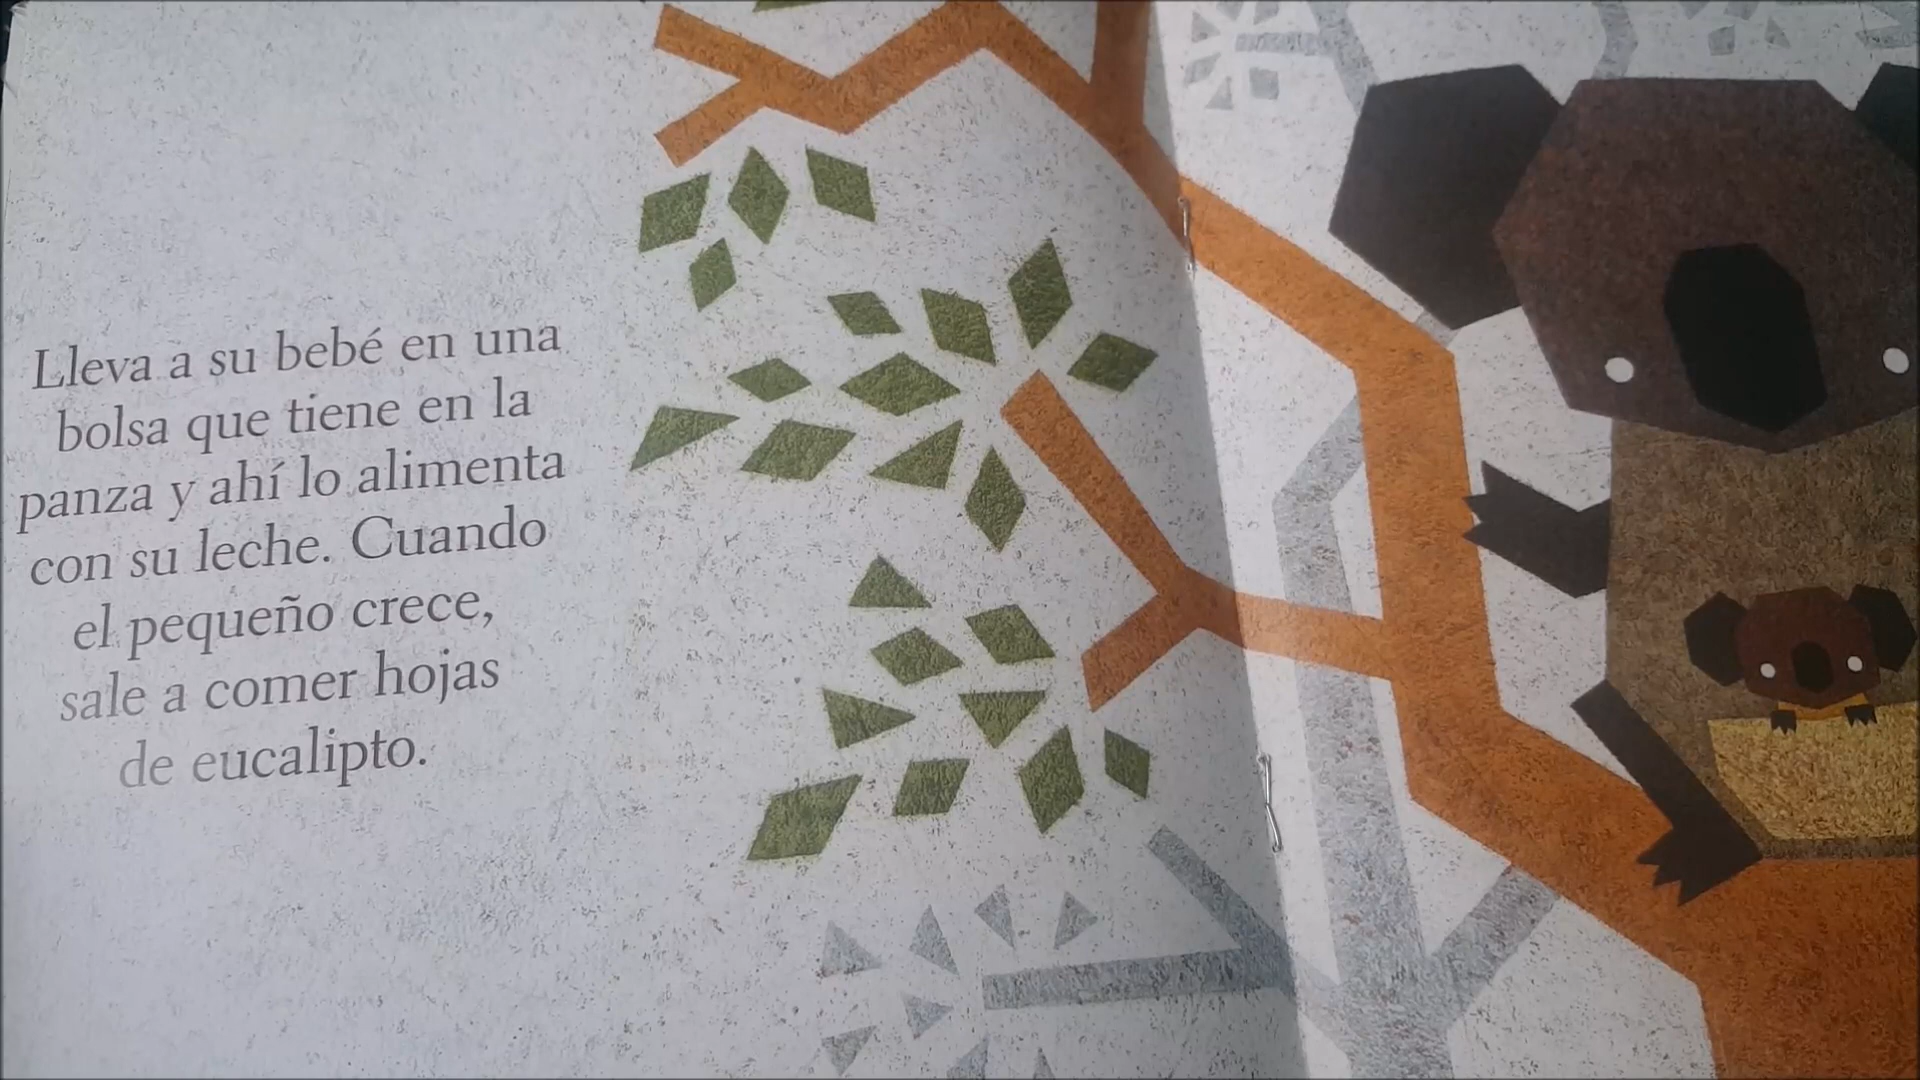 Lleva a su bebé en una
bolsa que tiene en la
panza y ahí lo alimenta
con su leche. Cuando
el pequeño crece,
sale a comer hojas
de eucalipto.